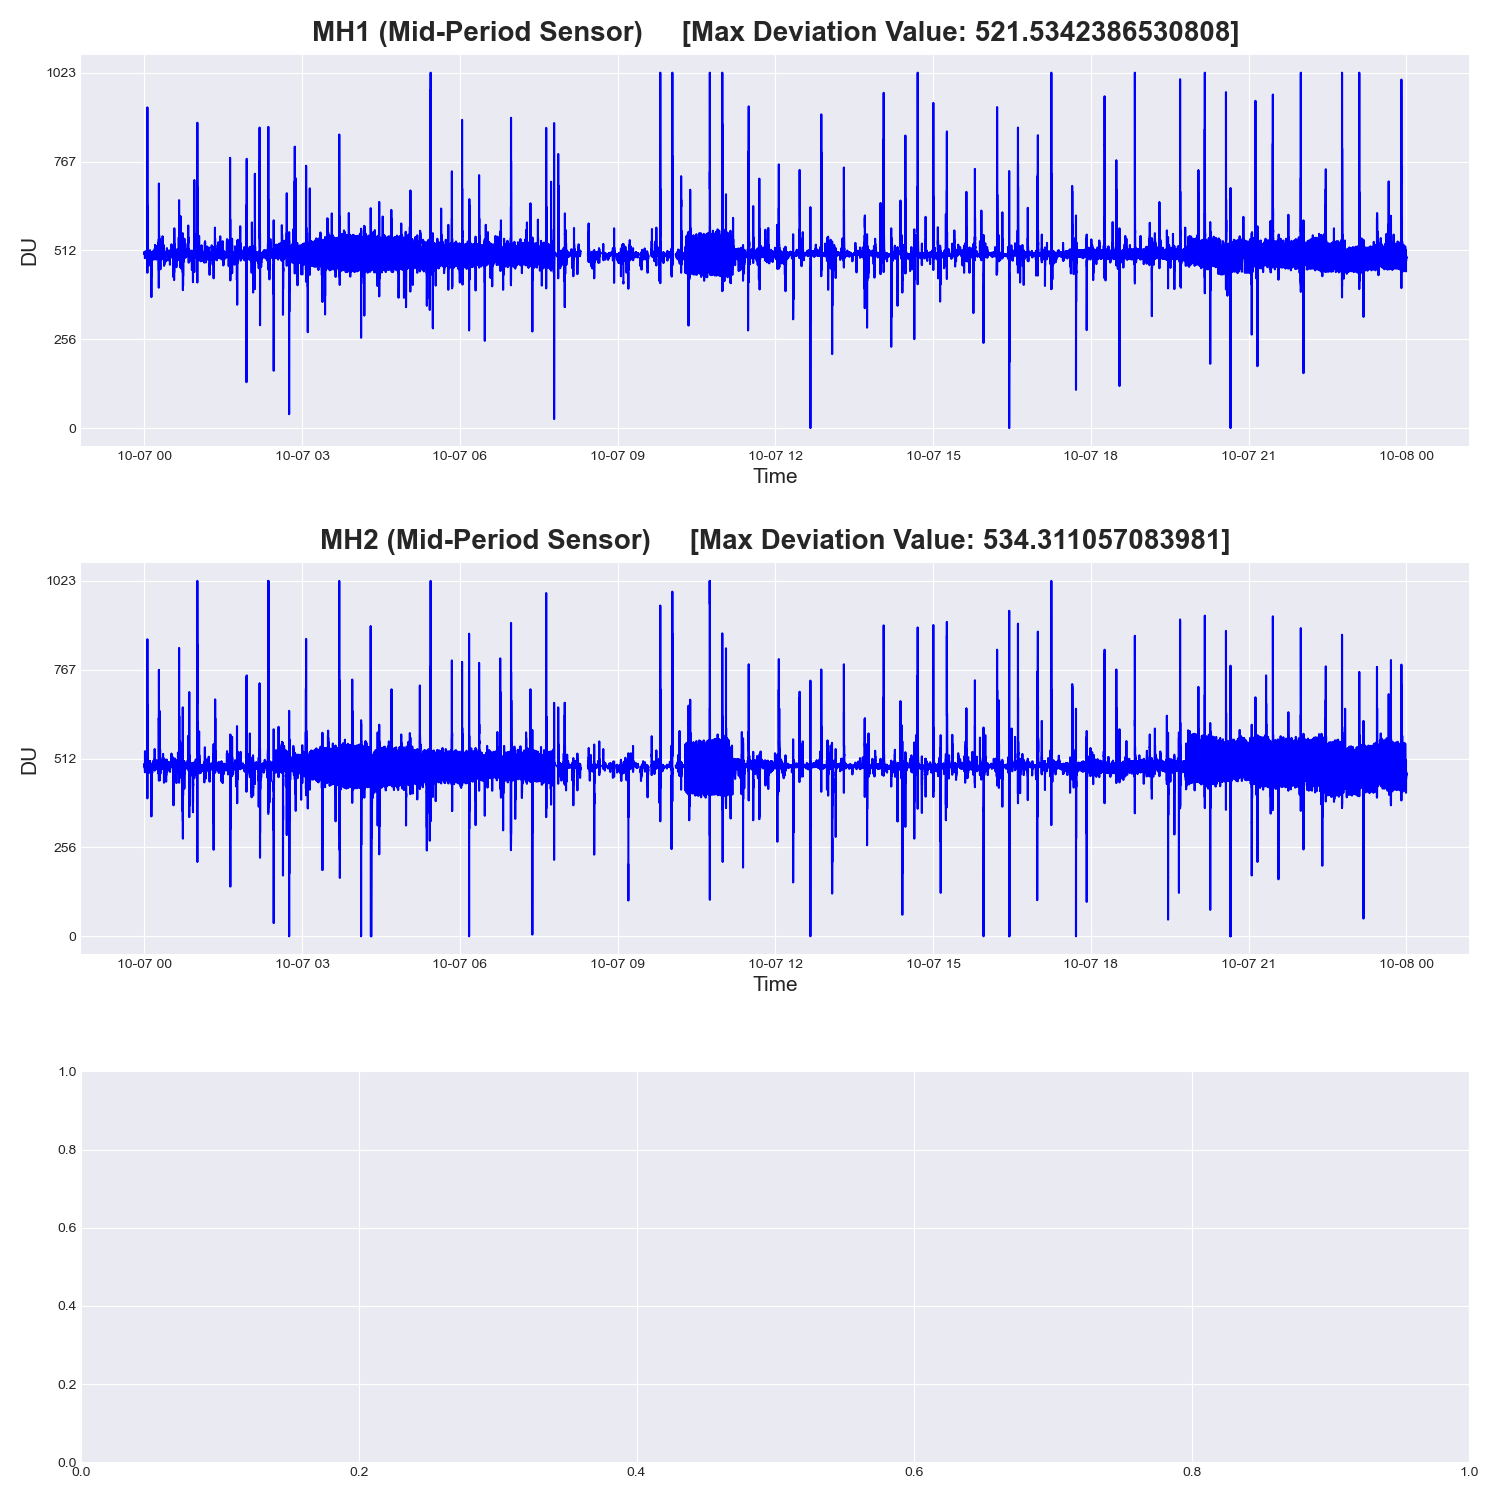 MH1 (Mid-Period Sensor) [Max Deviation Value: 521.5342386530808]
1023
767
512
256
0
DU
10-07 00 10-07 03 10-07 06 10-07 09 10-07 12 10-07 15 10-07 18 10-07 21 10-08 00
Time
MH2 (Mid-Period Sensor) [Max Deviation Value: 534.311057083981]
1023
767
512
256
0
DU
10-07 00 10-07 03 10-07 06 10-07 09 10-07 12 10-07 15 10-07 18 10-07 21 10-08 00
Time
1.0
0.8
0.6
0.4
0.2
0.0
0.0 0.2 0.4 0.6 0.8 1.0